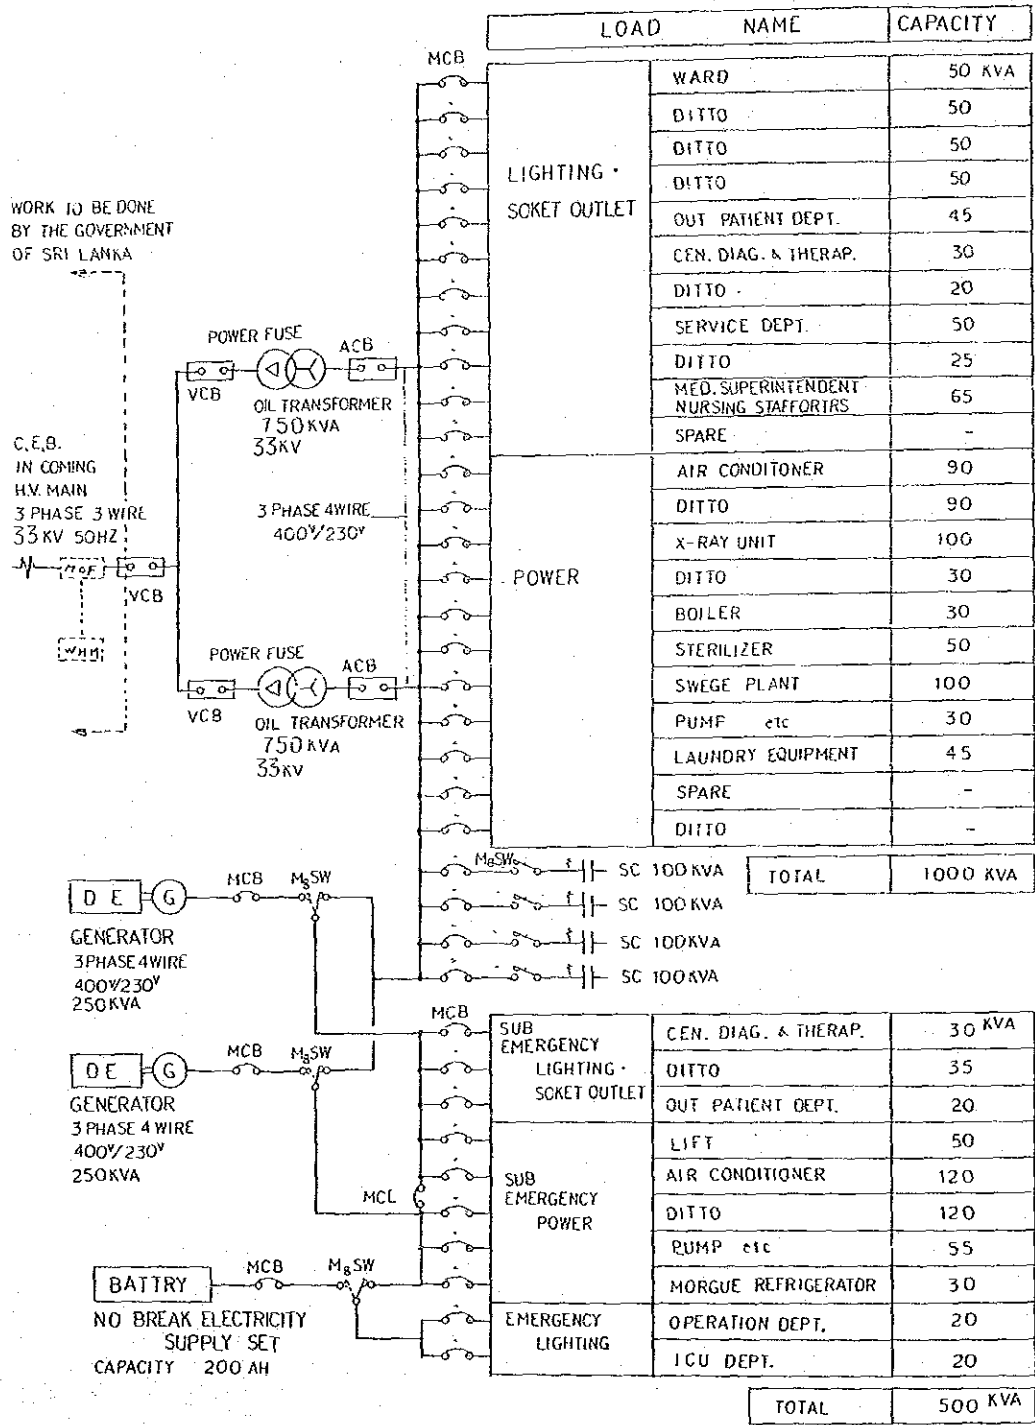 LOAD NAME CAPACITY
MCB
WARD 50 KVA
DITTO 50
DITTO 50
DITTO 50
LIGHTING・
SOKET OUTLET
OUT PATIENT DEPT. 45
CEN. DIAG. & THERAP. 30
DITTO 20
SERVICE DEPT. 50
DITTO 25
MED. SUPERINTENDENT
NURSING STAFFORTRS 65
SPARE -
AIR CONDITONER 90
DITTO 90
X-RAY UNIT 100
POWER
DITTO 30
BOILER 30
STERILIZER 50
SWEGE PLANT 100
PUMP etc 30
LAUNDRY EQUIPMENT 45
SPARE -
DITTO -
TOTAL 1000 KVA
WORK TO BE DONE
BY THE GOVERNMENT
OF SRI LANKA
POWER FUSE
ACB
VCB
OIL TRANSFORMER
750 KVA
33KV
C.E.B.
IN COMING
H.V. MAIN
3 PHASE 3 WIRE
33 KV 50HZ
MOF
VCB
WHM
3 PHASE 4WIRE
400V/230V
POWER FUSE
ACB
VCB
OIL TRANSFORMER
750 KVA
33KV
MgSW
SC 100 KVA
SC 100 KVA
SC 100KVA
SC 100KVA
D E G MCB MgSW
GENERATOR
3PHASE 4WIRE
400V/230V
250KVA
D E G MCB MgSW
GENERATOR
3 PHASE 4 WIRE
400V/230V
250KVA
MCB
SUB
EMERGENCY
LIGHTING・
SOKET OUTLET
CEN. DIAG. & THERAP. 30 KVA
DITTO 35
OUT PATIENT DEPT. 20
SUB
EMERGENCY
POWER
LIFT 50
AIR CONDITIONER 120
DITTO 120
PUMP etc 55
MORGUE REFRIGERATOR 30
MCL
BATTRY MCB MgSW
NO BREAK ELECTRICITY
SUPPLY SET
CAPACITY 200 AH
EMERGENCY
LIGHTING
OPERATION DEPT. 20
ICU DEPT. 20
TOTAL 500 KVA